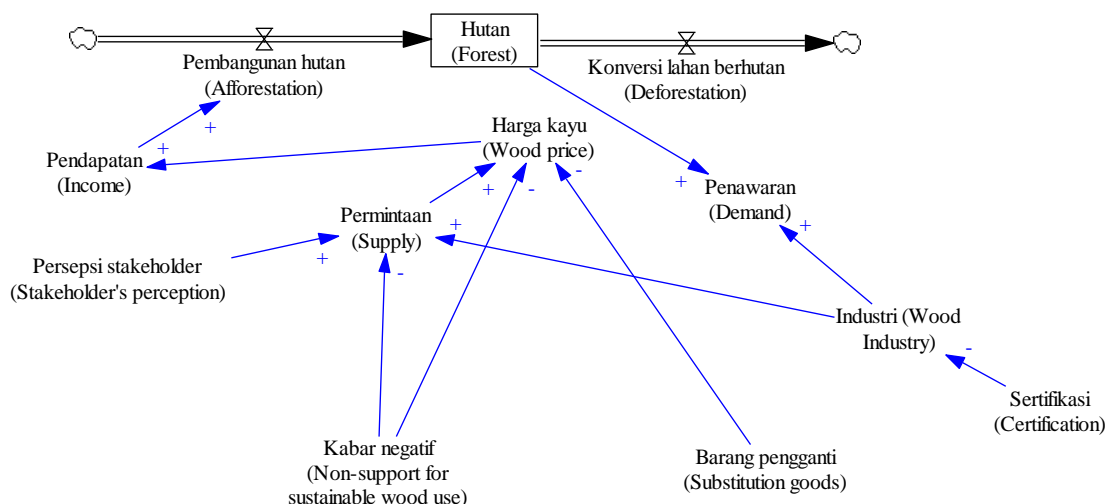 Hutan
(Forest)
Pembangunan hutan
(Afforestation)
Konversi lahan berhutan
(Deforestation)
+
Harga kayu
(Wood price)
Pendapatan
(Income)
+
+
-
-
+
Penawaran
(Demand)
Permintaan
(Supply)
+
+
Persepsi stakeholder
(Stakeholder's perception)
+
-
Industri (Wood
Industry)
-
Sertifikasi
(Certification)
Kabar negatif
(Non-support for
sustainable wood use)
Barang pengganti
(Substitution goods)